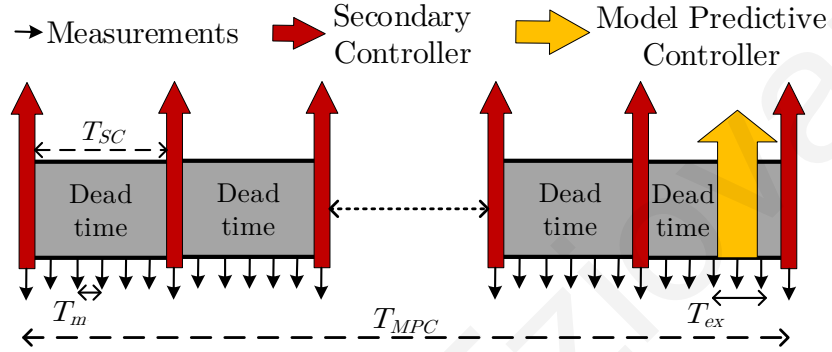 Measurements
Secondary
Controller
Model Predictive
Controller
T_SC
Dead
time
Dead
time
Dead
time
Dead
time
T_m
T_MPC
T_ex